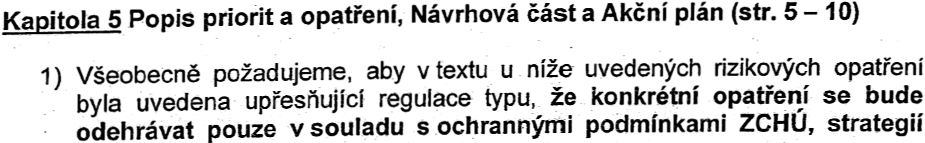 Kapitola 5 Popis priorit a opatření, Návrhová část a Akční plán (str. 5 – 10)
1) Všeobecně požadujeme, aby v textu u níže uvedených rizikových opatření
byla uvedena upřesňující regulace typu, že konkrétní opatření se bude
odehrávat pouze v souladu s ochrannými podmínkami ZCHÚ, strategií